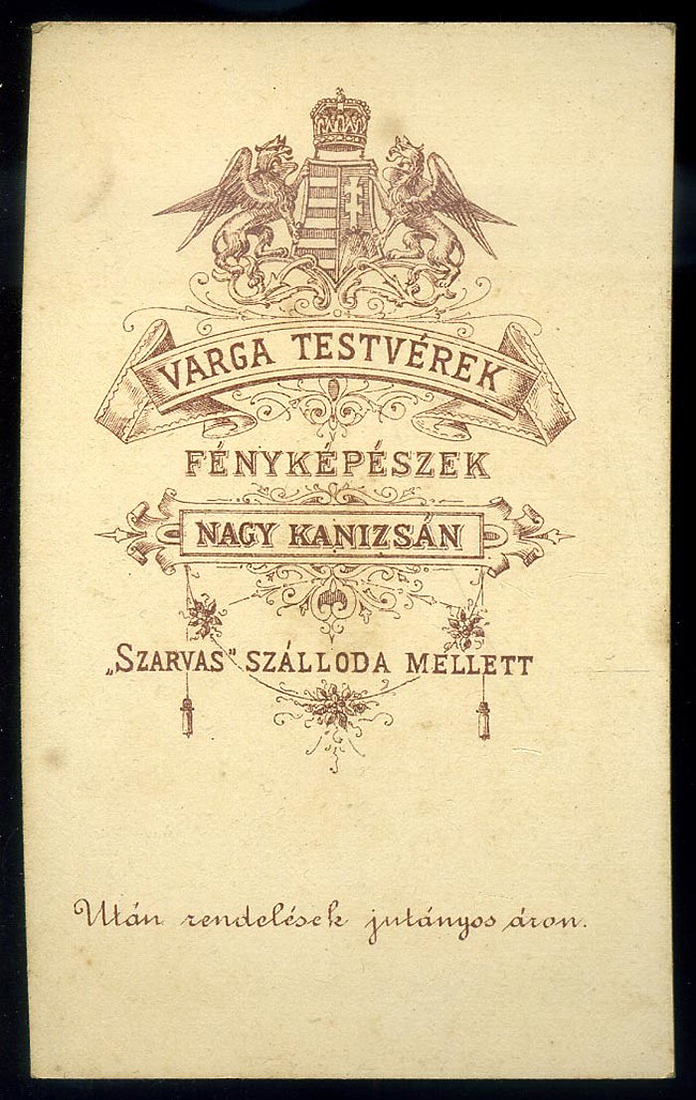 VARGA TESTVÉREK
FÉNYKÉPÉSZEK
NAGY KANIZSÁN
„SZARVAS" SZÁLLODA MELLETT
Után rendelések jutányos áron.